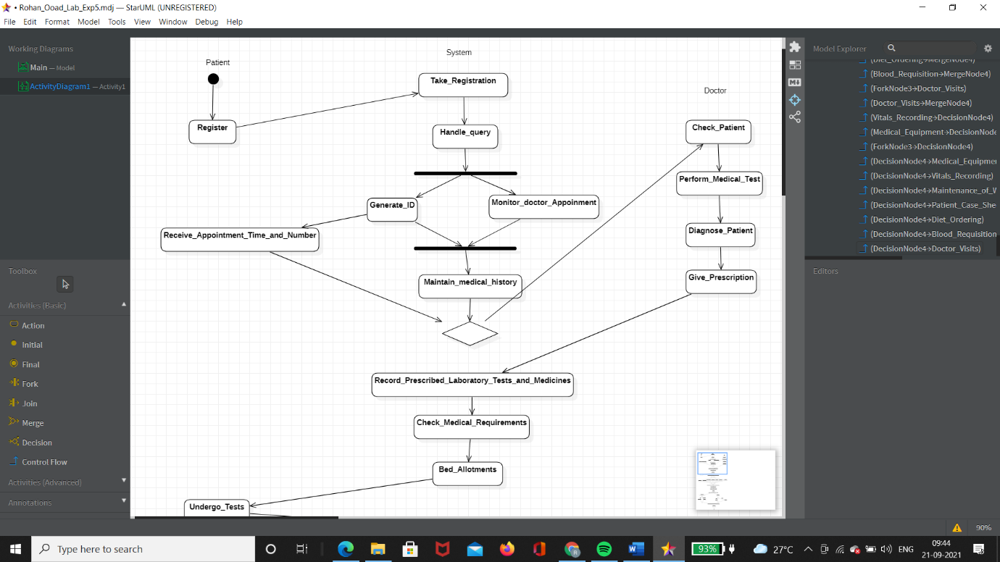 • Rohan_Ooad_Lab_Exp5.mdj — StarUML (UNREGISTERED)
File Edit Format Model Tools View Window Debug Help
Working Diagrams
Main — Model
ActivityDiagram1 — Activity1
Toolbox
Activities (Basic)
Action
Initial
Final
Fork
Join
Merge
Decision
Control Flow
Activities (Advanced)
Annotations
Patient
System
Doctor
Register
Take_Registration
Handle_query
Generate_ID
Monitor_doctor_Appoinment
Receive_Appointment_Time_and_Number
Maintain_medical_history
Check_Patient
Perform_Medical_Test
Diagnose_Patient
Give_Prescription
Record_Prescribed_Laboratory_Tests_and_Medicines
Check_Medical_Requirements
Bed_Allotments
Undergo_Tests
Model Explorer
(Diet_Ordering→MergeNode4)
(Blood_Requisition→MergeNode4)
(ForkNode3→Doctor_Visits)
(Doctor_Visits→MergeNode4)
(Vitals_Recording→DecisionNode4)
(Medical_Equipment→DecisionNode
(ForkNode3→DecisionNode4)
(DecisionNode4→Medical_Equipmer
(DecisionNode4→Vitals_Recording)
(DecisionNode4→Maintenance_of_W
(DecisionNode4→Patient_Case_She
(DecisionNode4→Diet_Ordering)
(DecisionNode4→Blood_Requisition
(DecisionNode4→Doctor_Visits)
Editors
90%
Type here to search
93%
27°C
ENG
09:44
21-09-2021